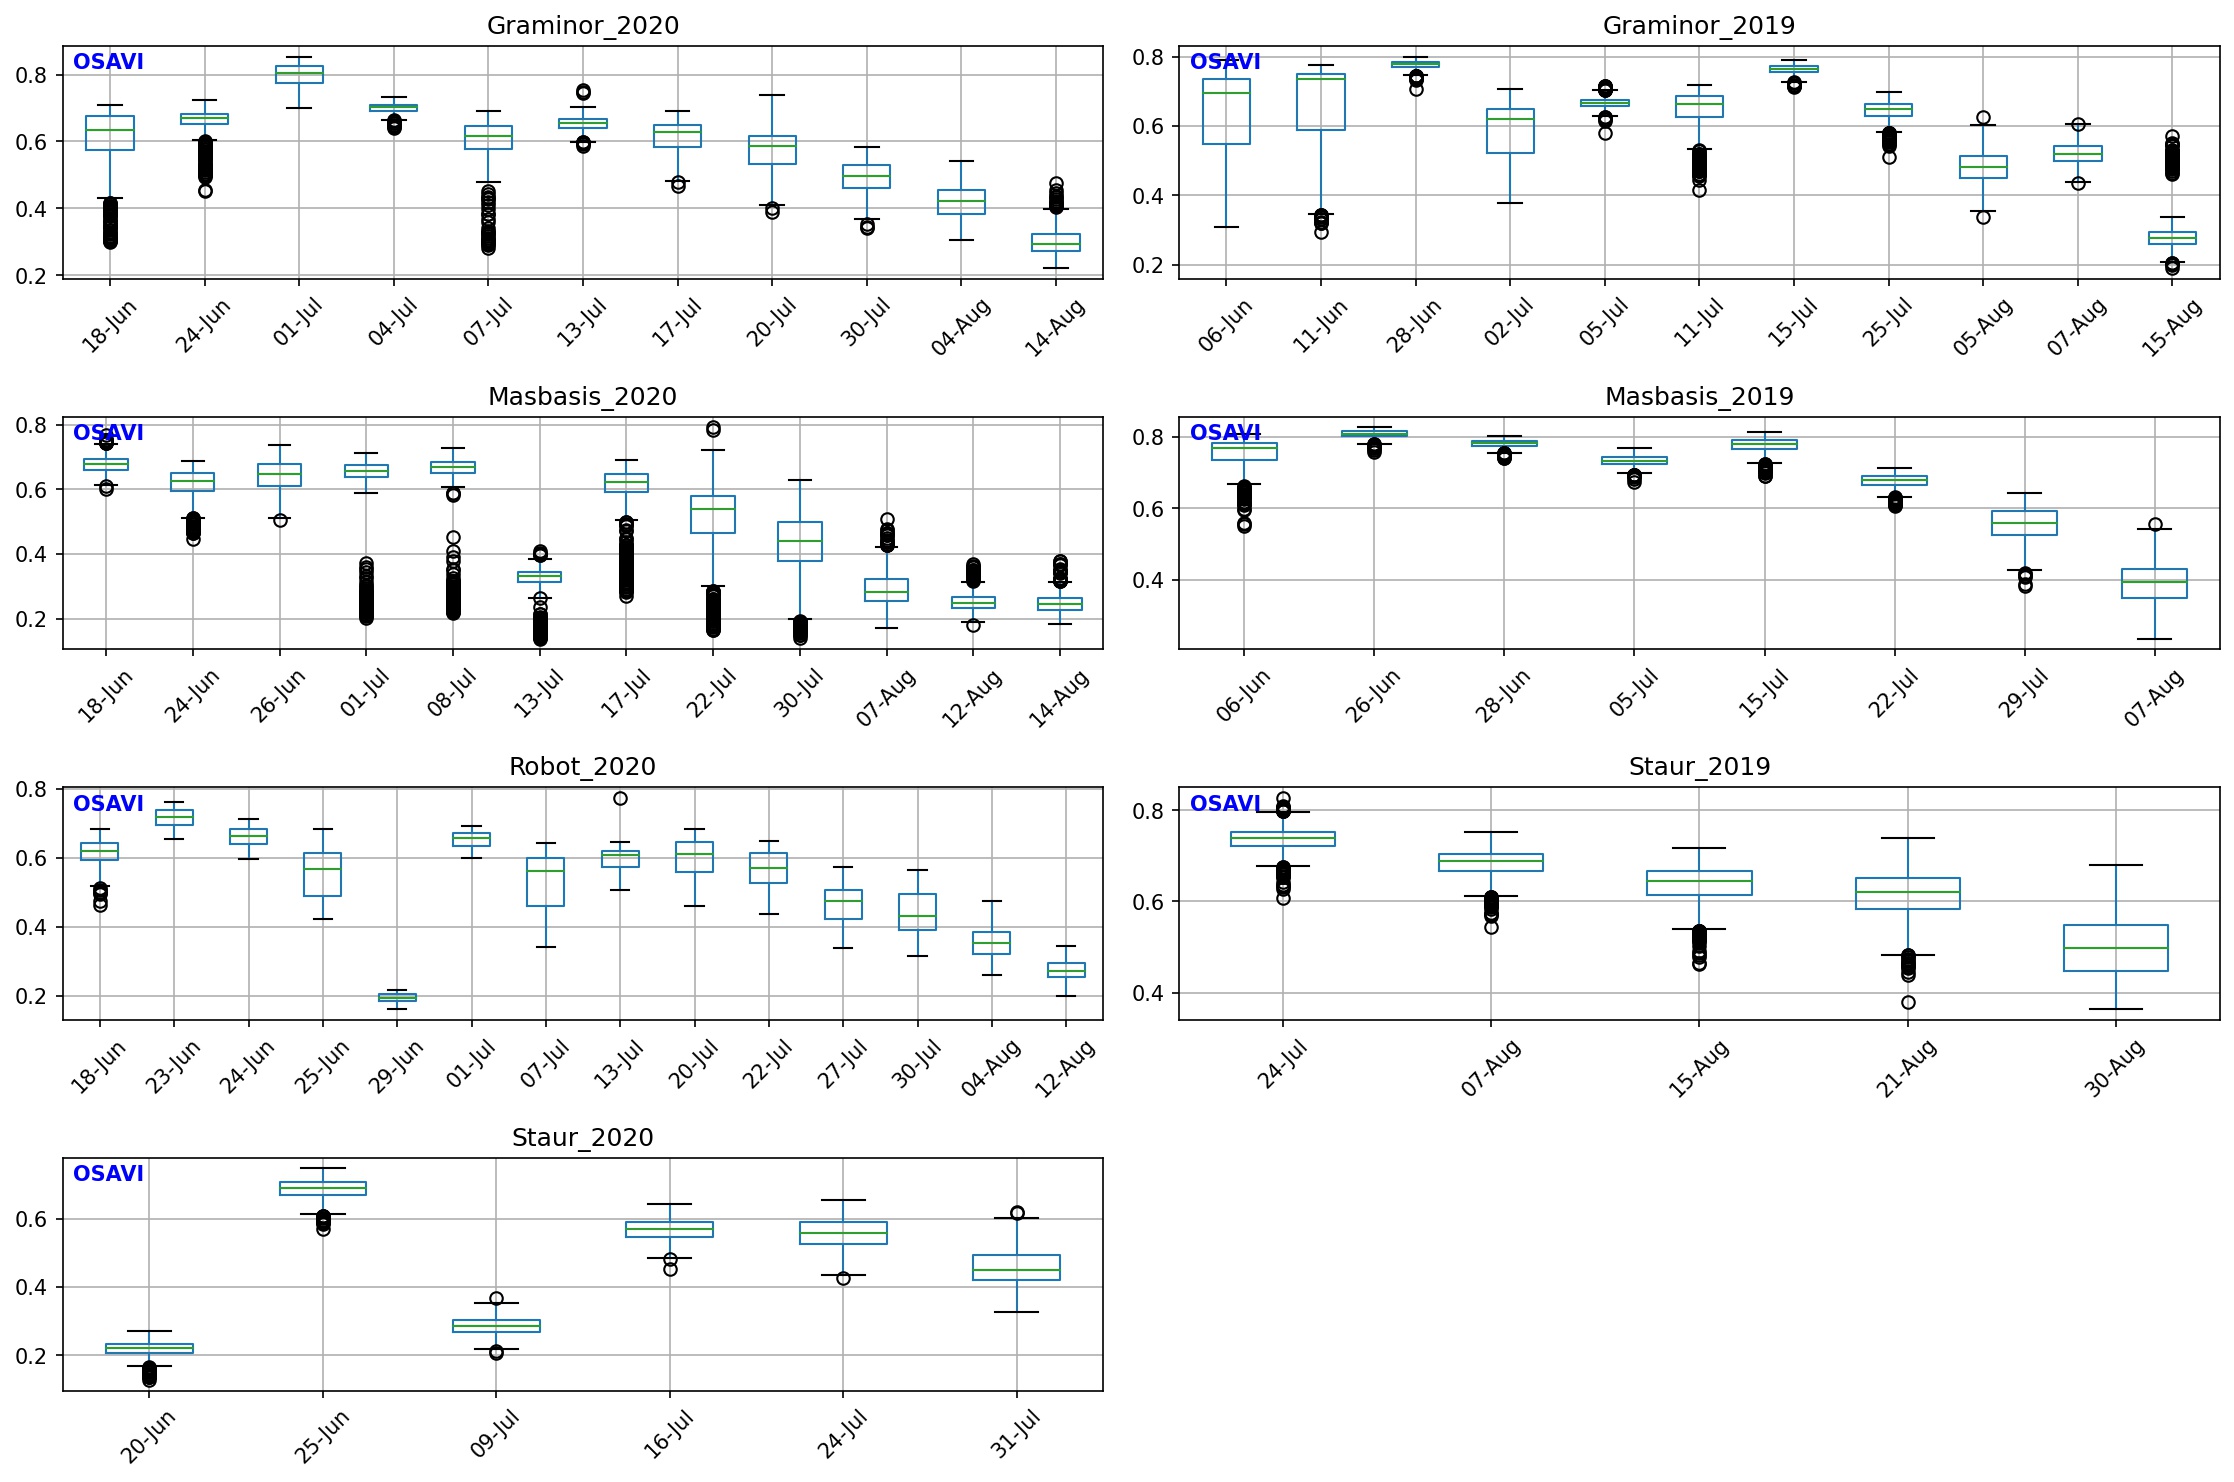 Graminor_2020
OSAVI
0.8
0.6
0.4
0.2
18-Jun 24-Jun 01-Jul 04-Jul 07-Jul 13-Jul 17-Jul 20-Jul 30-Jul 04-Aug 14-Aug
Graminor_2019
OSAVI
0.8
0.6
0.4
0.2
06-Jun 11-Jun 28-Jun 02-Jul 05-Jul 11-Jul 15-Jul 25-Jul 05-Aug 07-Aug 15-Aug
Masbasis_2020
OSAVI
0.8
0.6
0.4
0.2
18-Jun 24-Jun 26-Jun 01-Jul 08-Jul 13-Jul 17-Jul 22-Jul 30-Jul 07-Aug 12-Aug 14-Aug
Masbasis_2019
OSAVI
0.8
0.6
0.4
06-Jun 26-Jun 28-Jun 05-Jul 15-Jul 22-Jul 29-Jul 07-Aug
Robot_2020
OSAVI
0.8
0.6
0.4
0.2
18-Jun 23-Jun 24-Jun 25-Jun 29-Jun 01-Jul 07-Jul 13-Jul 20-Jul 22-Jul 27-Jul 30-Jul 04-Aug 12-Aug
Staur_2019
OSAVI
0.8
0.6
0.4
24-Jul 07-Aug 15-Aug 21-Aug 30-Aug
Staur_2020
OSAVI
0.6
0.4
0.2
20-Jun 25-Jun 09-Jul 16-Jul 24-Jul 31-Jul